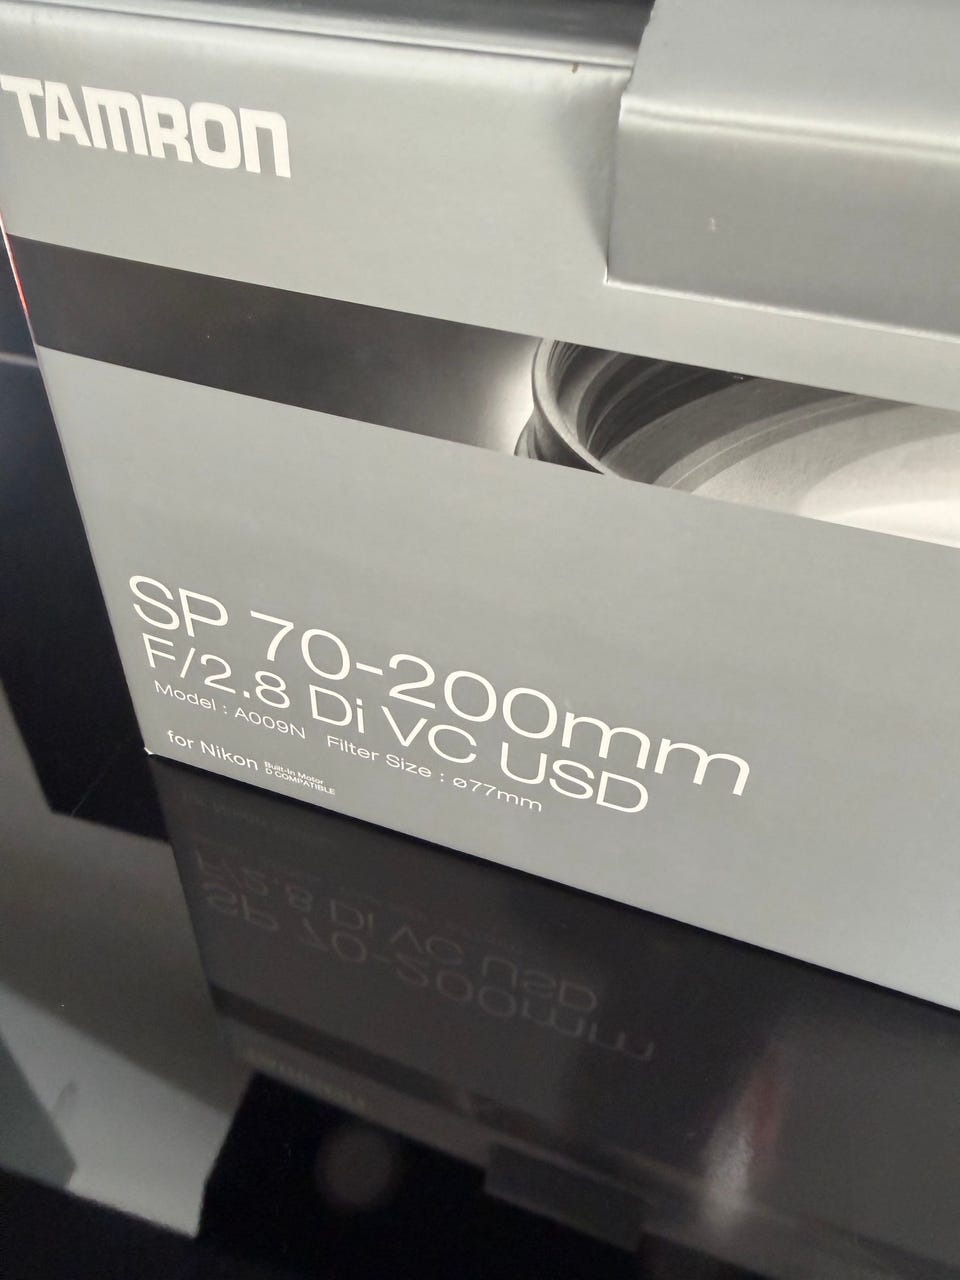 TAMRON
SP 70-200mm
F/2.8 Di VC USD
Model : A009N Filter Size : ø77mm
for Nikon Built-In Motor
D COMPATIBLE